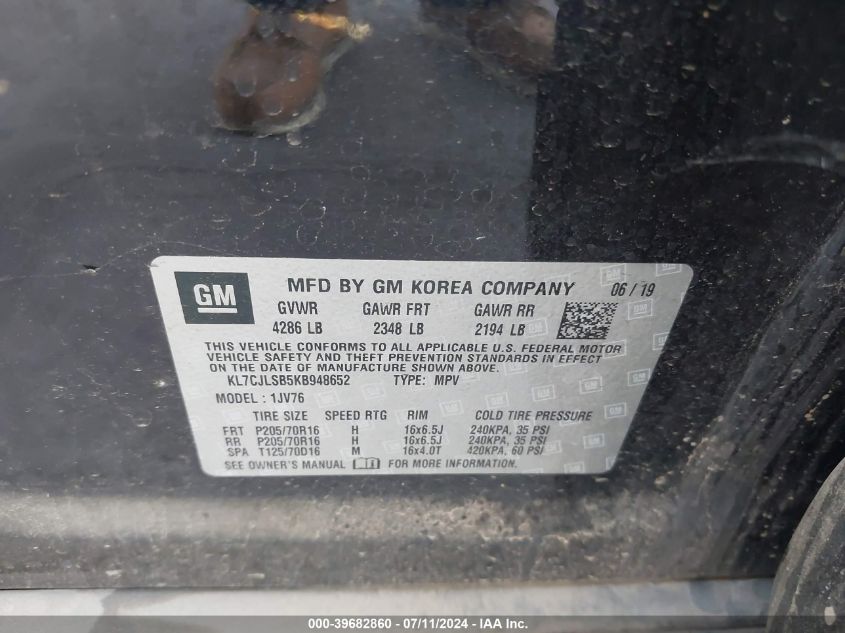 GM
MFD BY GM KOREA COMPANY 06 / 19
GVWR GAWR FRT GAWR RR
4286 LB 2348 LB 2194 LB
THIS VEHICLE CONFORMS TO ALL APPLICABLE U.S. FEDERAL MOTOR
VEHICLE SAFETY AND THEFT PREVENTION STANDARDS IN EFFECT
ON THE DATE OF MANUFACTURE SHOWN ABOVE.
KL7CJLSB5KB948652 TYPE: MPV
MODEL : 1JV76
TIRE SIZE SPEED RTG RIM COLD TIRE PRESSURE
FRT P205/70R16 H 16x6.5J 240KPA, 35 PSI
RR P205/70R16 H 16x6.5J 240KPA, 35 PSI
SPA T125/70D16 M 16x4.0T 420KPA, 60 PSI
SEE OWNER'S MANUAL FOR MORE INFORMATION.
000-39682860 - 07/11/2024 - IAA Inc.